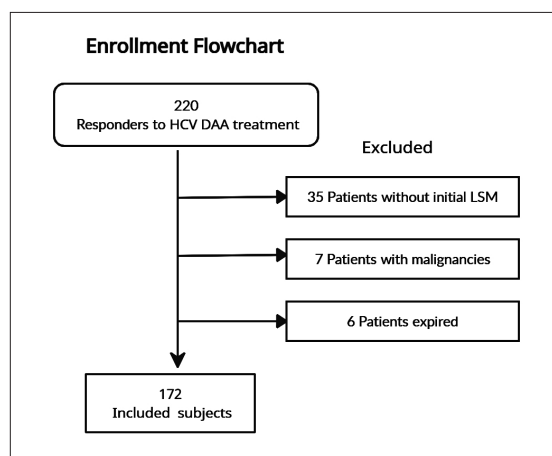 Enrollment Flowchart
220
Responders to HCV DAA treatment
Excluded
35 Patients without initial LSM
7 Patients with malignancies
6 Patients expired
172
Included subjects